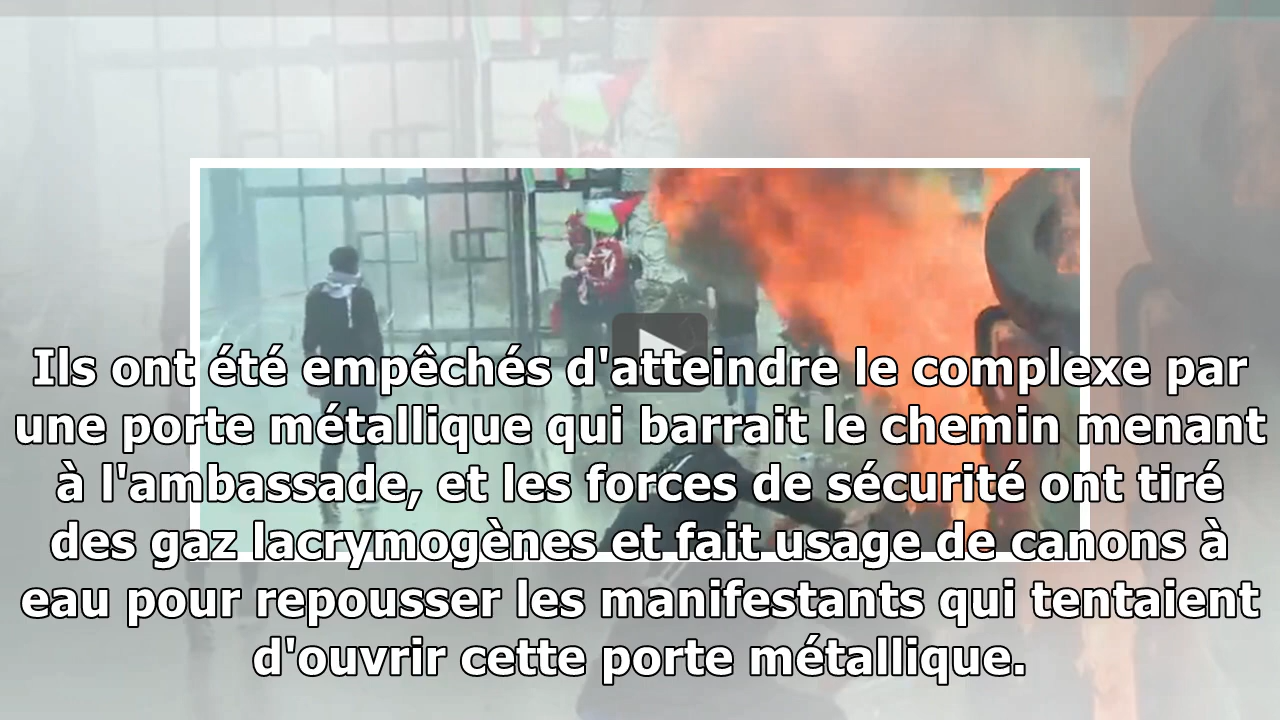 Ils ont été empêchés d'atteindre le complexe par
une porte métallique qui barrait le chemin menant
à l'ambassade, et les forces de sécurité ont tiré
des gaz lacrymogènes et fait usage de canons à
eau pour repousser les manifestants qui tentaient
d'ouvrir cette porte métallique.